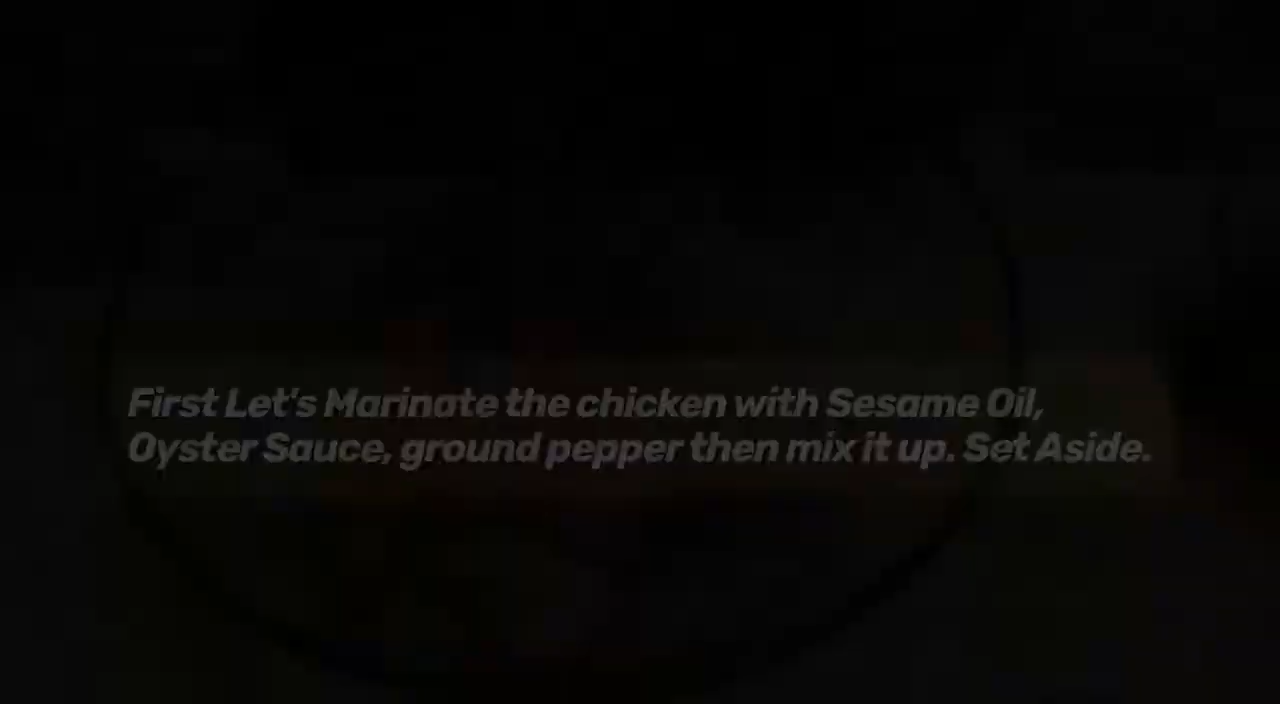 First Let's Marinate the chicken with Sesame Oil,
Oyster Sauce, ground pepper then mix it up. Set Aside.